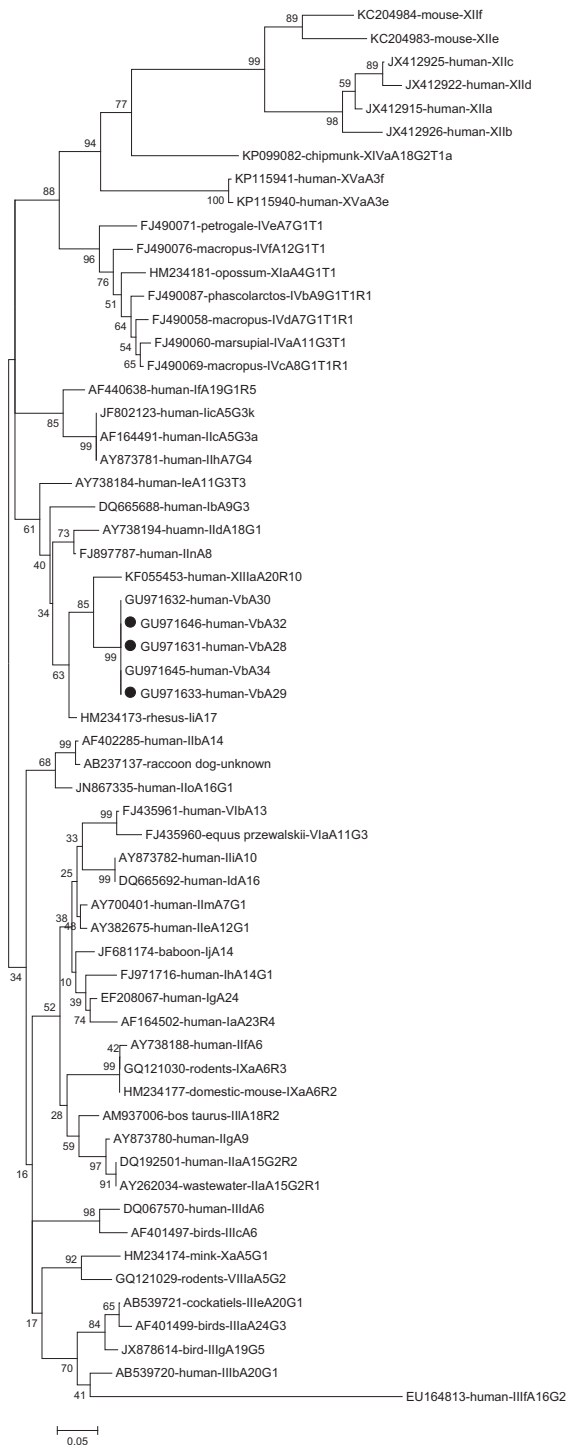 KC204984-mouse-XIIf
89
KC204983-mouse-XIIe
99
JX412925-human-XIIc
89
JX412922-human-XIId
59
JX412915-human-XIIa
98
JX412926-human-XIIb
77
94
KP099082-chipmunk-XIVaA18G2T1a
KP115941-human-XVaA3f
88
100
KP115940-human-XVaA3e
FJ490071-petrogale-IVeA7G1T1
96
FJ490076-macropus-IVfA12G1T1
76
HM234181-opossum-XIaA4G1T1
51
FJ490087-phascolarctos-IVbA9G1T1R1
64
FJ490058-macropus-IVdA7G1T1R1
54
FJ490060-marsupial-IVaA11G3T1
65
FJ490069-macropus-IVcA8G1T1R1
AF440638-human-IfA19G1R5
85
JF802123-human-IicA5G3k
AF164491-human-IIcA5G3a
99
AY873781-human-IIhA7G4
AY738184-human-IeA11G3T3
61
DQ665688-human-IbA9G3
40
AY738194-huamn-IIdA18G1
73
FJ897787-human-IInA8
34
KF055453-human-XIIIaA20R10
85
GU971632-human-VbA30
GU971646-human-VbA32
GU971631-human-VbA28
99
63
GU971645-human-VbA34
GU971633-human-VbA29
HM234173-rhesus-IiA17
AF402285-human-IIbA14
99
68
AB237137-raccoon dog-unknown
JN867335-human-IIoA16G1
FJ435961-human-VIbA13
99
33
FJ435960-equus przewalskii-VIaA11G3
AY873782-human-IIiA10
25
99
DQ665692-human-IdA16
AY700401-human-IImA7G1
38
48
AY382675-human-IIeA12G1
JF681174-baboon-IjA14
34
10
FJ971716-human-IhA14G1
39
EF208067-human-IgA24
52
74
AF164502-human-IaA23R4
42
AY738188-human-IIfA6
99
GQ121030-rodents-IXaA6R3
HM234177-domestic-mouse-IXaA6R2
28
AM937006-bos taurus-IIIA18R2
59
AY873780-human-IIgA9
97
DQ192501-human-IIaA15G2R2
16
91
AY262034-wastewater-IIaA15G2R1
98
DQ067570-human-IIIdA6
AF401497-birds-IIIcA6
92
HM234174-mink-XaA5G1
GQ121029-rodents-VIIIaA5G2
17
65
AB539721-cockatiels-IIIeA20G1
84
AF401499-birds-IIIaA24G3
JX878614-bird-IIIgA19G5
70
AB539720-human-IIIbA20G1
41
EU164813-human-IIIfA16G2
0.05